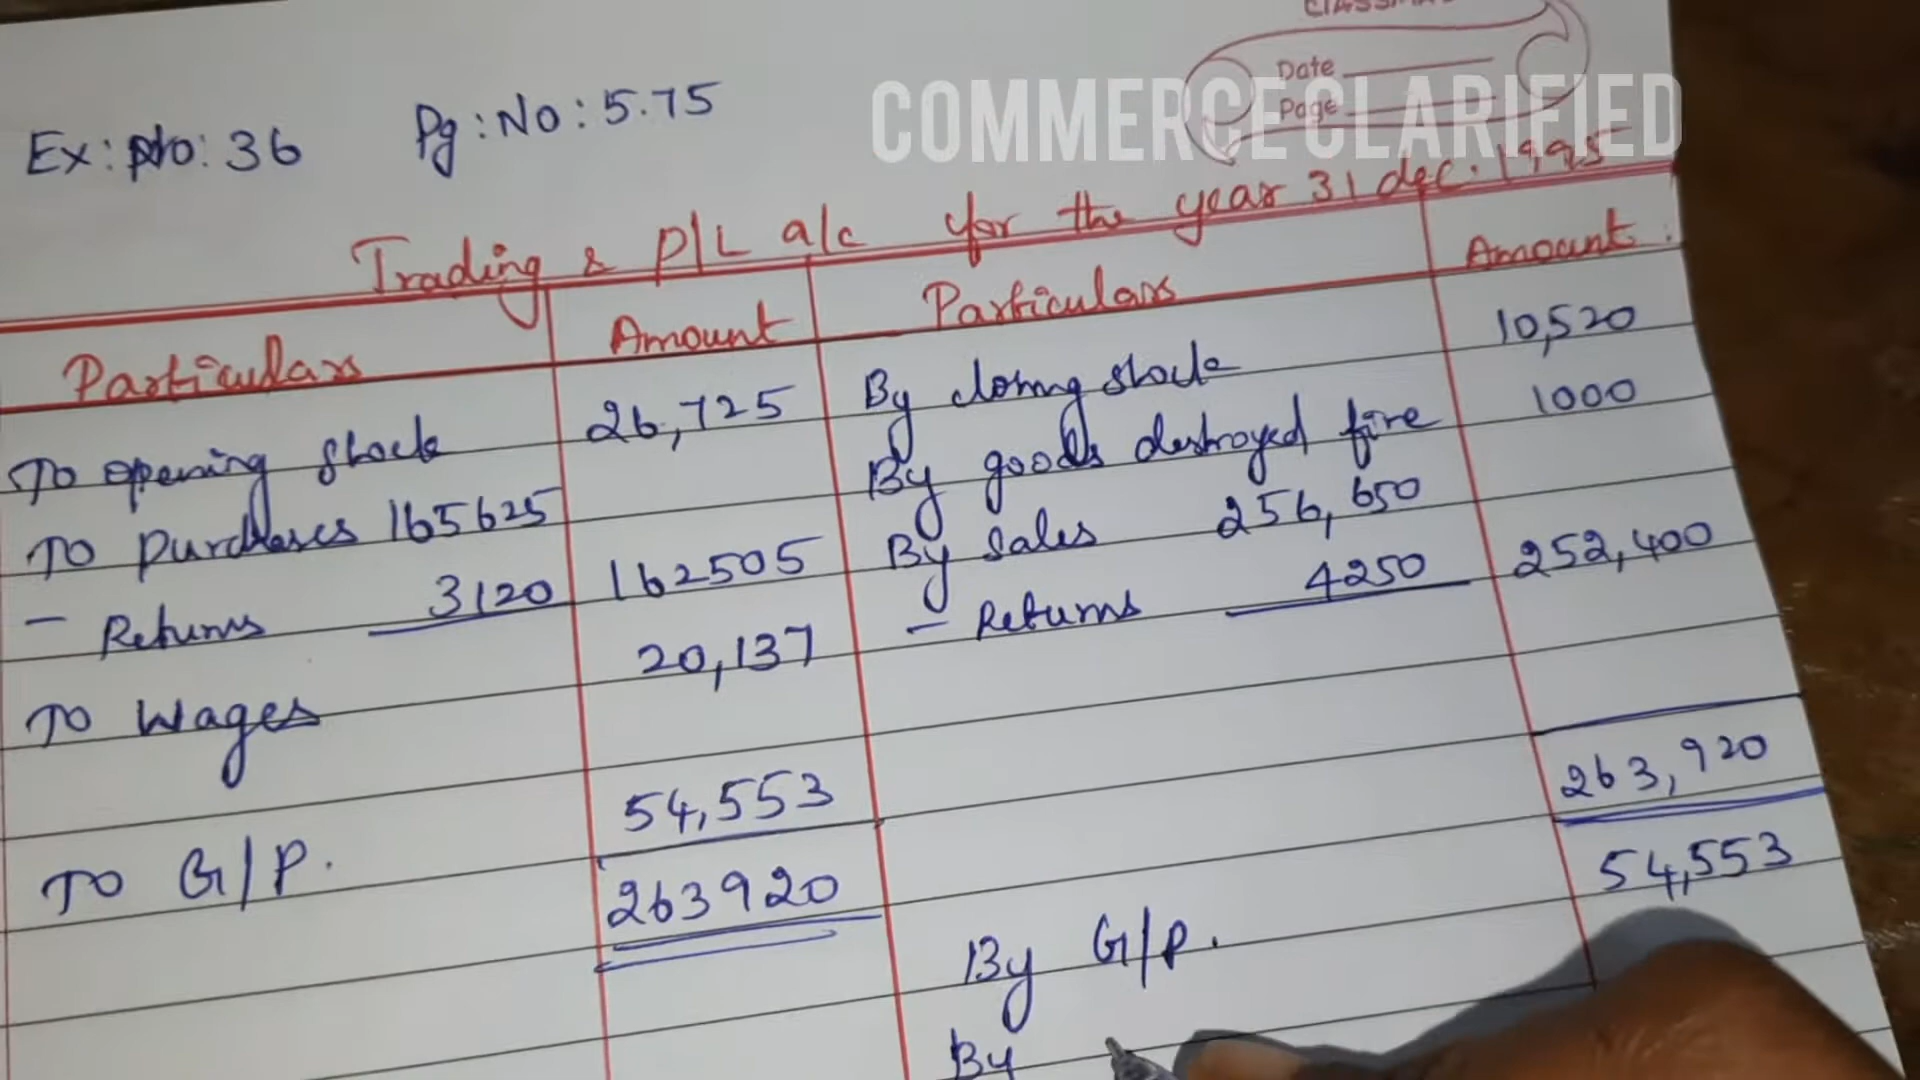 CLASSMATE
Date
Page
COMMERCE CLARIFIED
Ex: No: 36 Pg: No: 5.75
Trading & P/L a/c for the year 31 dec. 1995
Particulars Amount Particulars Amount
To opening stock 26,725 By closing stock 10,520
By goods destroyed fire 1000
To purchases 165625 By Sales 256,650
- Returns 3120 162505 - Returns 4250 252,400
To Wages 20,137
263,920
To G/P. 54,553
263920
By G/P. 54,553
By